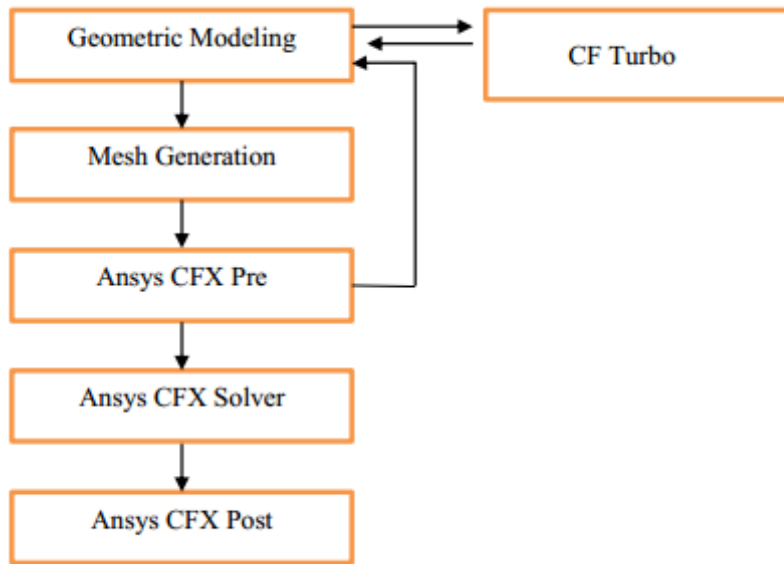 Geometric Modeling
CF Turbo
Mesh Generation
Ansys CFX Pre
Ansys CFX Solver
Ansys CFX Post